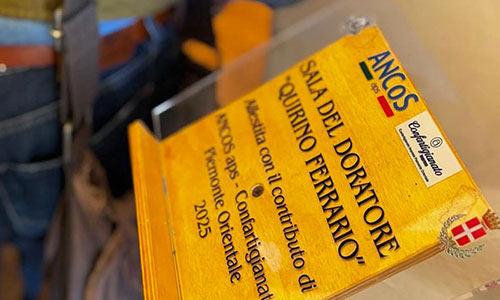 ANCoS
aps
Confartigianato
SALA DEL DORATORE
"QUIRINO FERRARIO"
Allestita con il contributo di
ANCOS aps - Confartigianato
Piemonte Orientale
2025